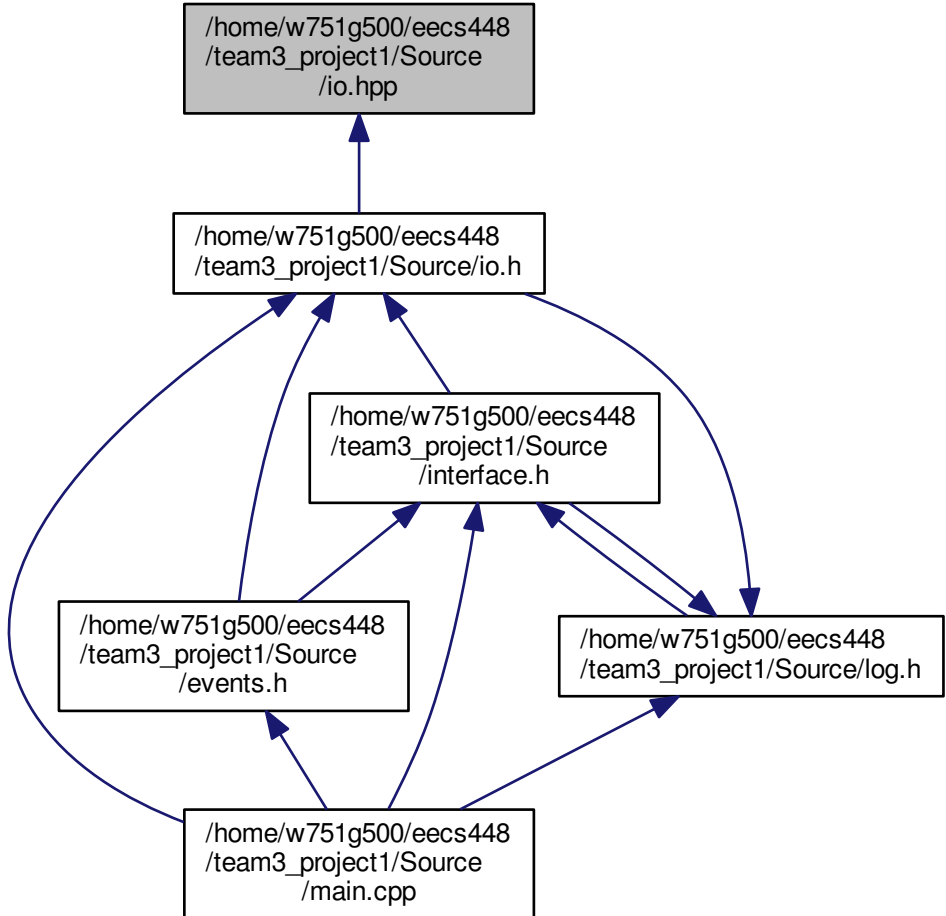 /home/w751g500/eecs448
/team3_project1/Source
/io.hpp
/home/w751g500/eecs448
/team3_project1/Source/io.h
/home/w751g500/eecs448
/team3_project1/Source
/interface.h
/home/w751g500/eecs448
/team3_project1/Source
/events.h
/home/w751g500/eecs448
/team3_project1/Source/log.h
/home/w751g500/eecs448
/team3_project1/Source
/main.cpp